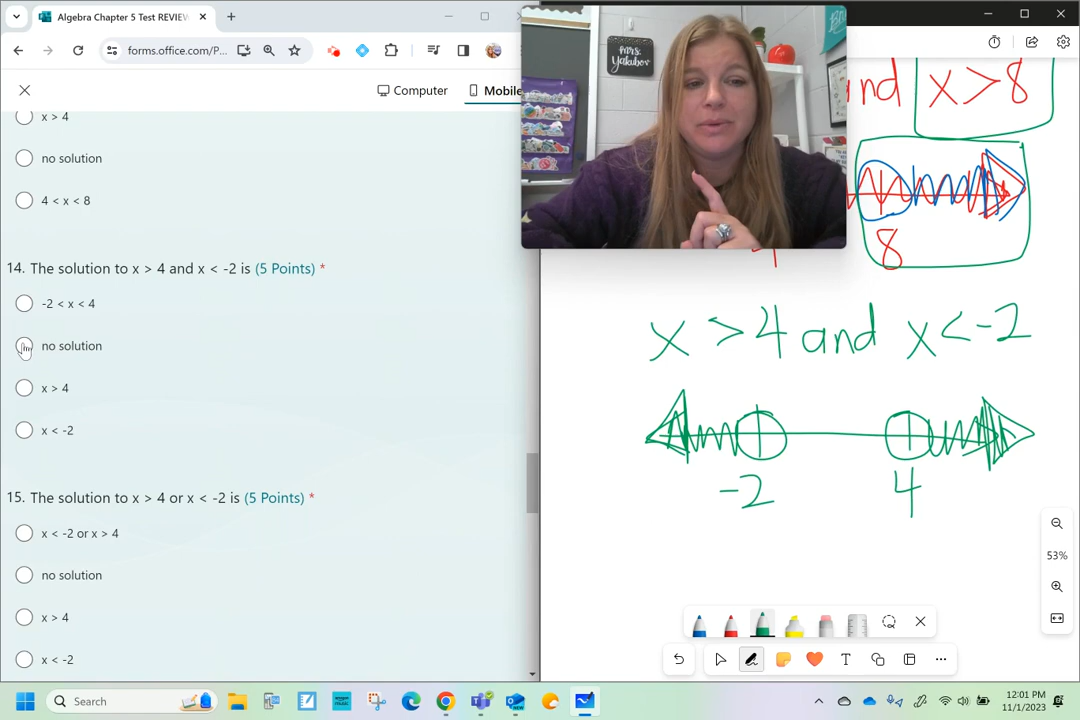 Algebra Chapter 5 Test REVIEW
forms.office.com/P...
Computer
Mobile
x > 4
no solution
4 < x < 8
14. The solution to x > 4 and x < -2 is (5 Points) *
-2 < x < 4
no solution
x > 4
x < -2
15. The solution to x > 4 or x < -2 is (5 Points) *
x < -2 or x > 4
no solution
x > 4
x < -2
Mrs. Yakubov
and x > 8
8
x > 4 and x < -2
-2 4
53%
Search
12:01 PM
11/1/2023